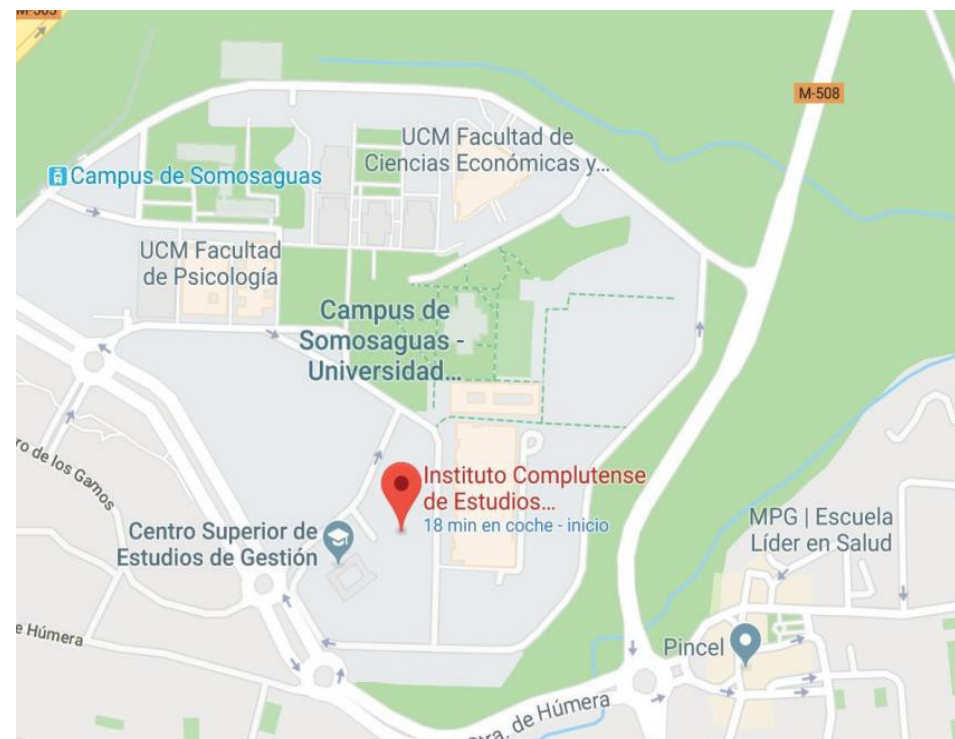 M-503
M-508
UCM Facultad de
Ciencias Económicas y...
Campus de Somosaguas
UCM Facultad
de Psicología
Campus de
Somosaguas -
Universidad...
ro de los Gamos
Instituto Complutense
de Estudios...
18 min en coche - inicio
Centro Superior de
Estudios de Gestión
MPG | Escuela
Líder en Salud
e Húmera
Pincel
Ctra. de Húmera